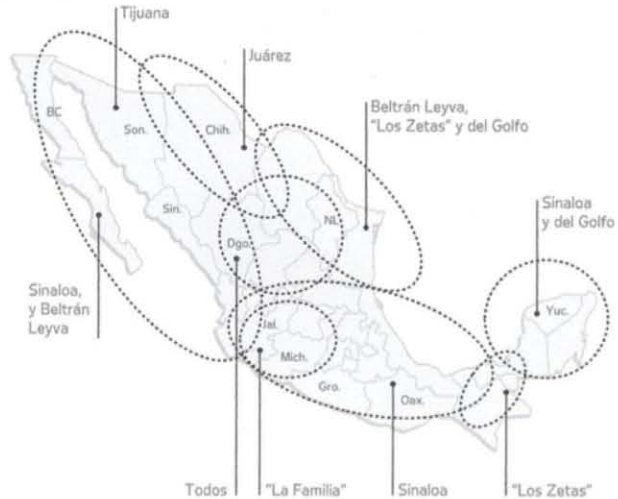 Tijuana
Juárez
Beltrán Leyva,
"Los Zetas" y del Golfo
BC
Son.
Chih.
Sinaloa
y del Golfo
Sin.
NL
Dgo.
Sinaloa,
y Beltrán
Leyva
Yuc.
Jal.
Mich.
Gro.
Oax.
Todos
"La Familia"
Sinaloa
"Los Zetas"